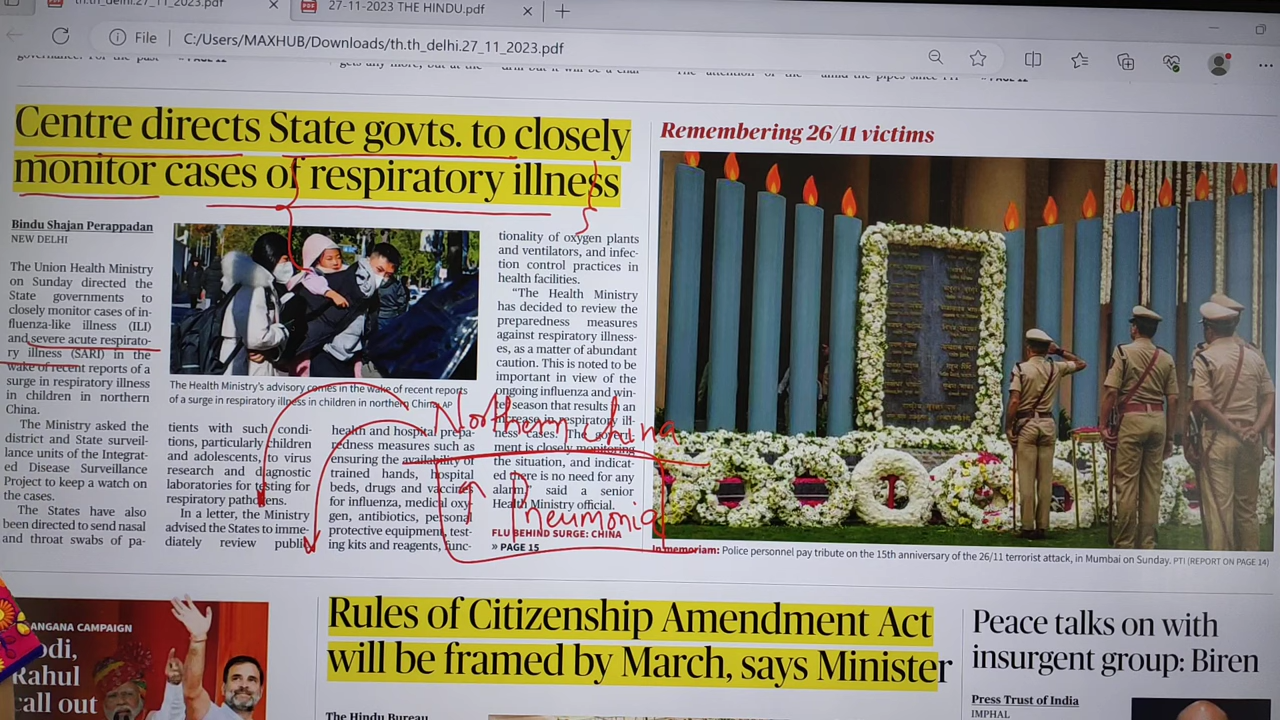 th.th_delhi.27_11_2023.pdf
27-11-2023 THE HINDU.pdf
File
C:/Users/MAXHUB/Downloads/th.th_delhi.27_11_2023.pdf
Centre directs State govts. to closely
monitor cases of respiratory illness
Bindu Shajan Perappadan
NEW DELHI
The Union Health Ministry
on Sunday directed the
State governments to
closely monitor cases of in-
fluenza-like illness (ILI)
and severe acute respirato-
ry illness (SARI) in the
wake of recent reports of a
surge in respiratory illness
in children in northern
China.
The Ministry asked the
district and State surveil-
lance units of the Integrat-
ed Disease Surveillance
Project to keep a watch on
the cases.
The States have also
been directed to send nasal
and throat swabs of pa-
The Health Ministry's advisory comes in the wake of recent reports
of a surge in respiratory illness in children in northern China. AP
tients with such condi-
tions, particularly children
and adolescents, to virus
research and diagnostic
laboratories for testing for
respiratory pathogens.
In a letter, the Ministry
advised the States to imme-
diately review public
health and hospital prepa-
redness measures such as
ensuring the availability of
trained hands, hospital
beds, drugs and vaccines
for influenza, medical oxy-
gen, antibiotics, personal
protective equipment, test-
ing kits and reagents, func-
tionality of oxygen plants
and ventilators, and infec-
tion control practices in
health facilities.
"The Health Ministry
has decided to review the
preparedness measures
against respiratory illness-
es, as a matter of abundant
caution. This is noted to be
important in view of the
ongoing influenza and win-
ter season that results in an
increase in respiratory ill-
ness cases. The govern-
ment is closely monitoring
the situation, and indicat-
ed there is no need for any
alarm," said a senior
Health Ministry official.
FLU BEHIND SURGE: CHINA
» PAGE 15
Northern China
Pneumonia
Remembering 26/11 victims
In memoriam: Police personnel pay tribute on the 15th anniversary of the 26/11 terrorist attack, in Mumbai on Sunday. PTI (REPORT ON PAGE 14)
ANGANA CAMPAIGN
Rahul
call out
Rules of Citizenship Amendment Act
will be framed by March, says Minister
The Hindu Bureau
Peace talks on with
insurgent group: Biren
Press Trust of India
IMPHAL